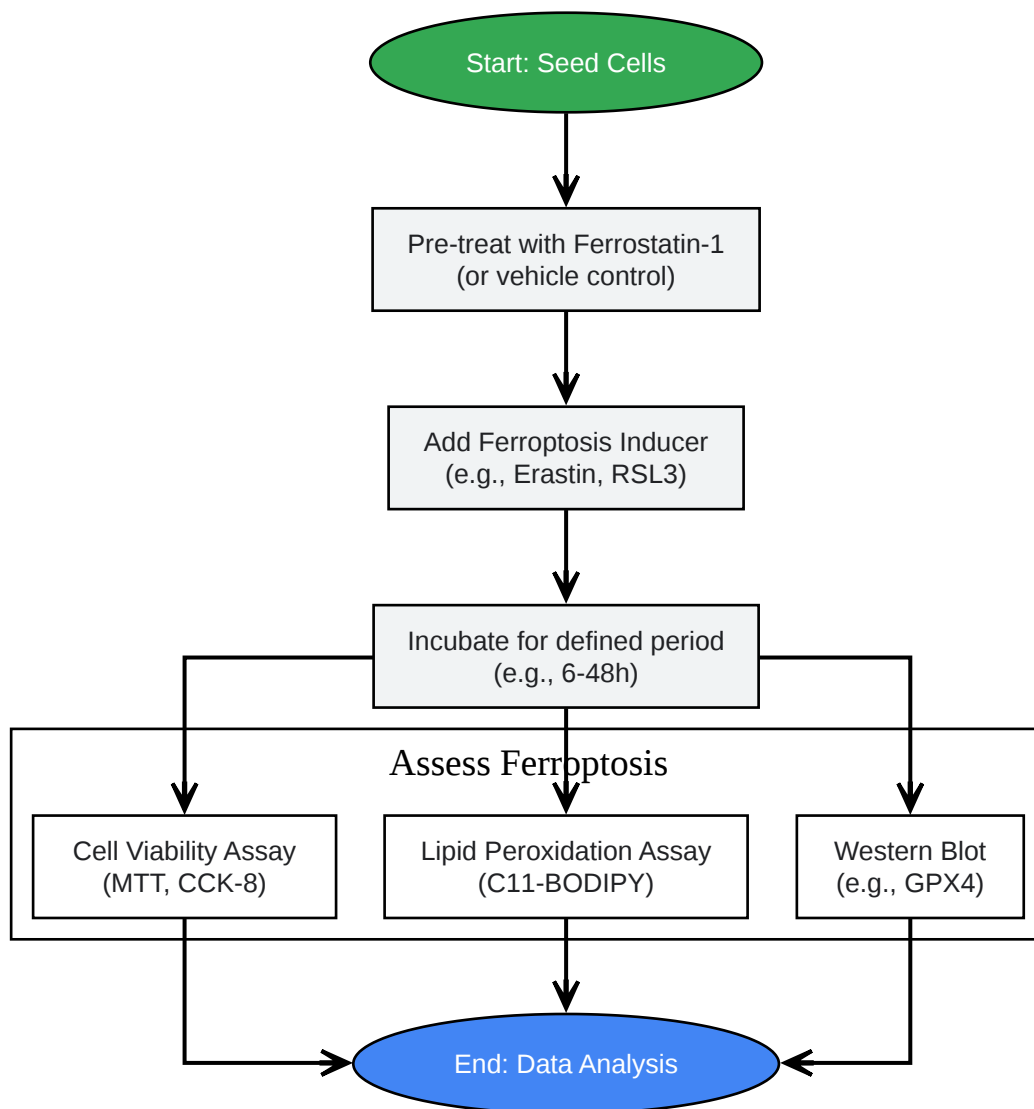 Start: Seed Cells
Pre-treat with Ferrostatin-1
(or vehicle control)
Add Ferroptosis Inducer
(e.g., Erastin, RSL3)
Incubate for defined period
(e.g., 6-48h)
Assess Ferroptosis
Cell Viability Assay
(MTT, CCK-8)
Lipid Peroxidation Assay
(C11-BODIPY)
Western Blot
(e.g., GPX4)
End: Data Analysis